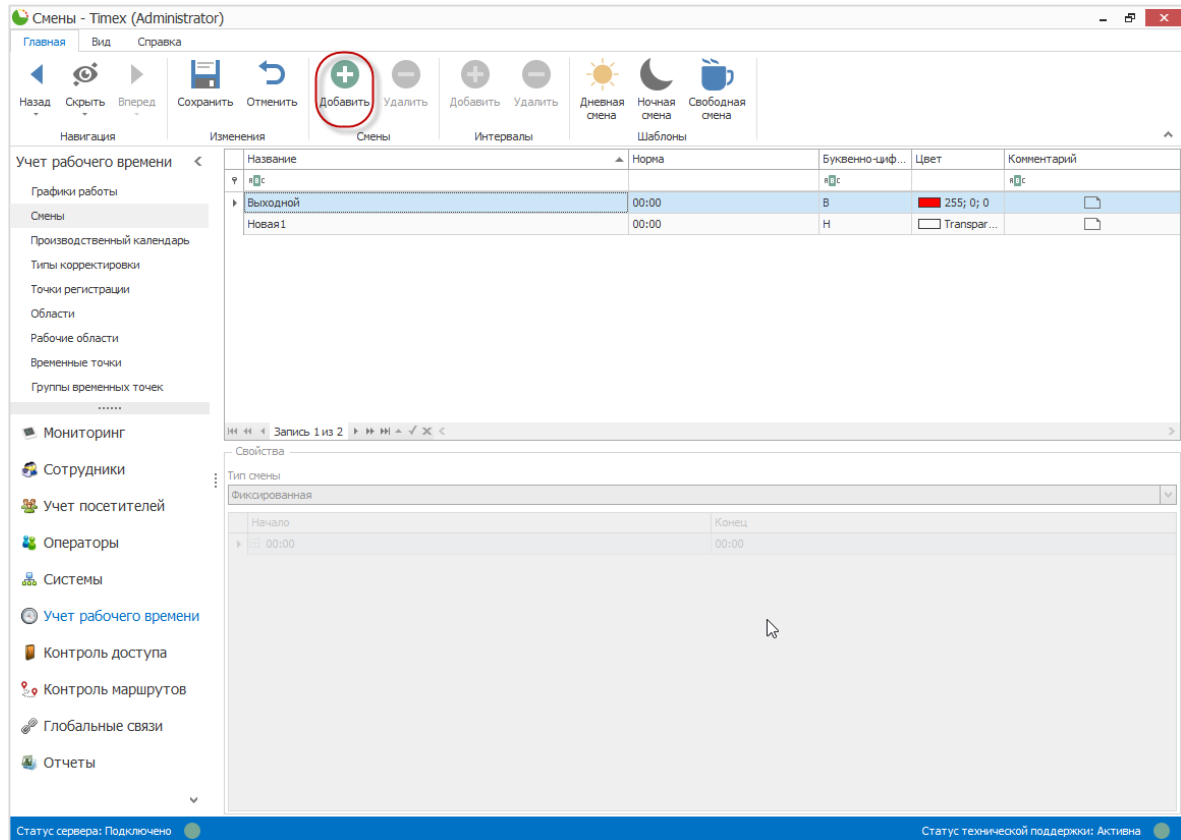 Смены - Timex (Administrator)
Главная Вид Справка
Назад Скрыть Вперед Сохранить Отменить Добавить Удалить Добавить Удалить Дневная смена Ночная смена Свободная смена
Навигация Изменения Смены Интервалы Шаблоны
Учет рабочего времени
Графики работы
Смены
Производственный календарь
Типы корректировки
Точки регистрации
Области
Рабочие области
Временные точки
Группы временных точек
Мониторинг
Сотрудники
Учет посетителей
Операторы
Системы
Учет рабочего времени
Контроль доступа
Контроль маршрутов
Глобальные связи
Отчеты
Название Норма Буквенно-циф... Цвет Комментарий
Выходной 00:00 В 255; 0; 0
Новая1 00:00 Н Transpar...
Запись 1 из 2
Свойства
Тип смены
Фиксированная
Начало Конец
00:00 00:00
Статус сервера: Подключено Статус технической поддержки: Активна